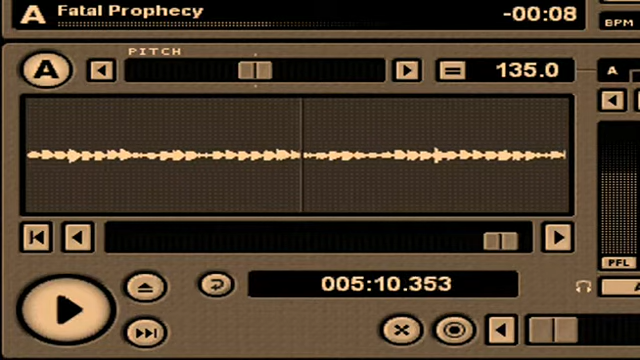 A Fatal Prophecy -00:08
BPM
PITCH
A 135.0 A
PFL
005:10.353